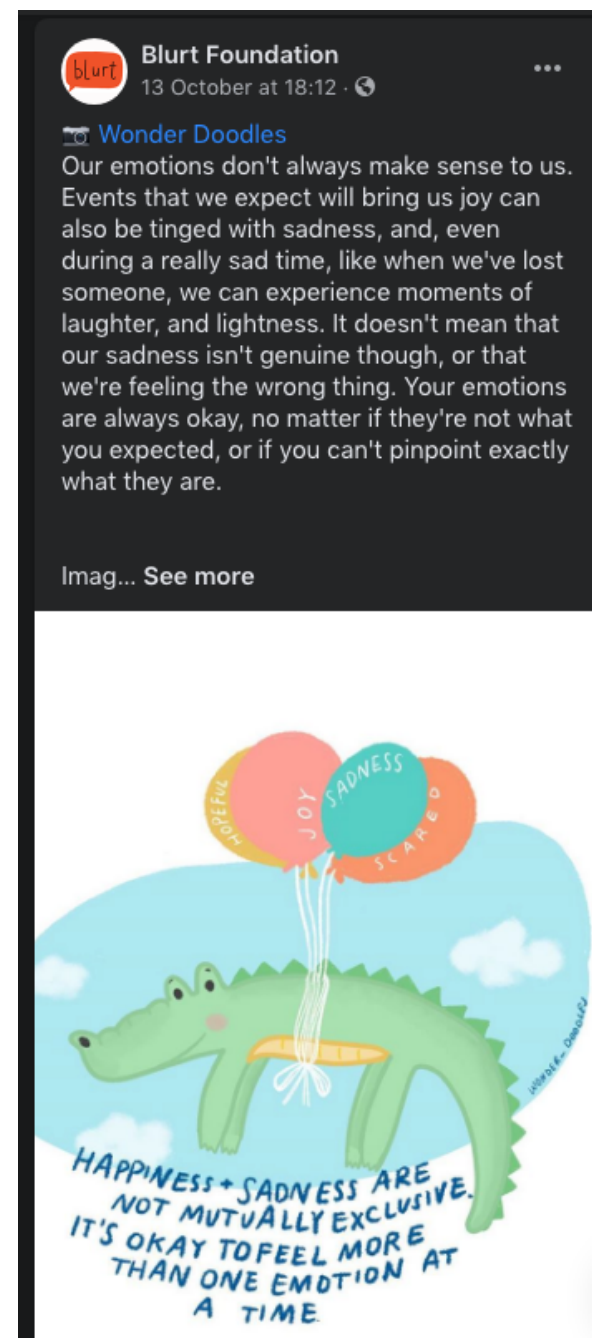 blurt
Blurt Foundation
13 October at 18:12 ·
Wonder Doodles
Our emotions don't always make sense to us.
Events that we expect will bring us joy can
also be tinged with sadness, and, even
during a really sad time, like when we've lost
someone, we can experience moments of
laughter, and lightness. It doesn't mean that
our sadness isn't genuine though, or that
we're feeling the wrong thing. Your emotions
are always okay, no matter if they're not what
you expected, or if you can't pinpoint exactly
what they are.
Imag... See more
HOPEFUL
JOY
SADNESS
SCARED
WONDER_DOODLES
HAPPINESS + SADNESS ARE
NOT MUTUALLY EXCLUSIVE.
IT'S OKAY TO FEEL MORE
THAN ONE EMOTION AT
A TIME.